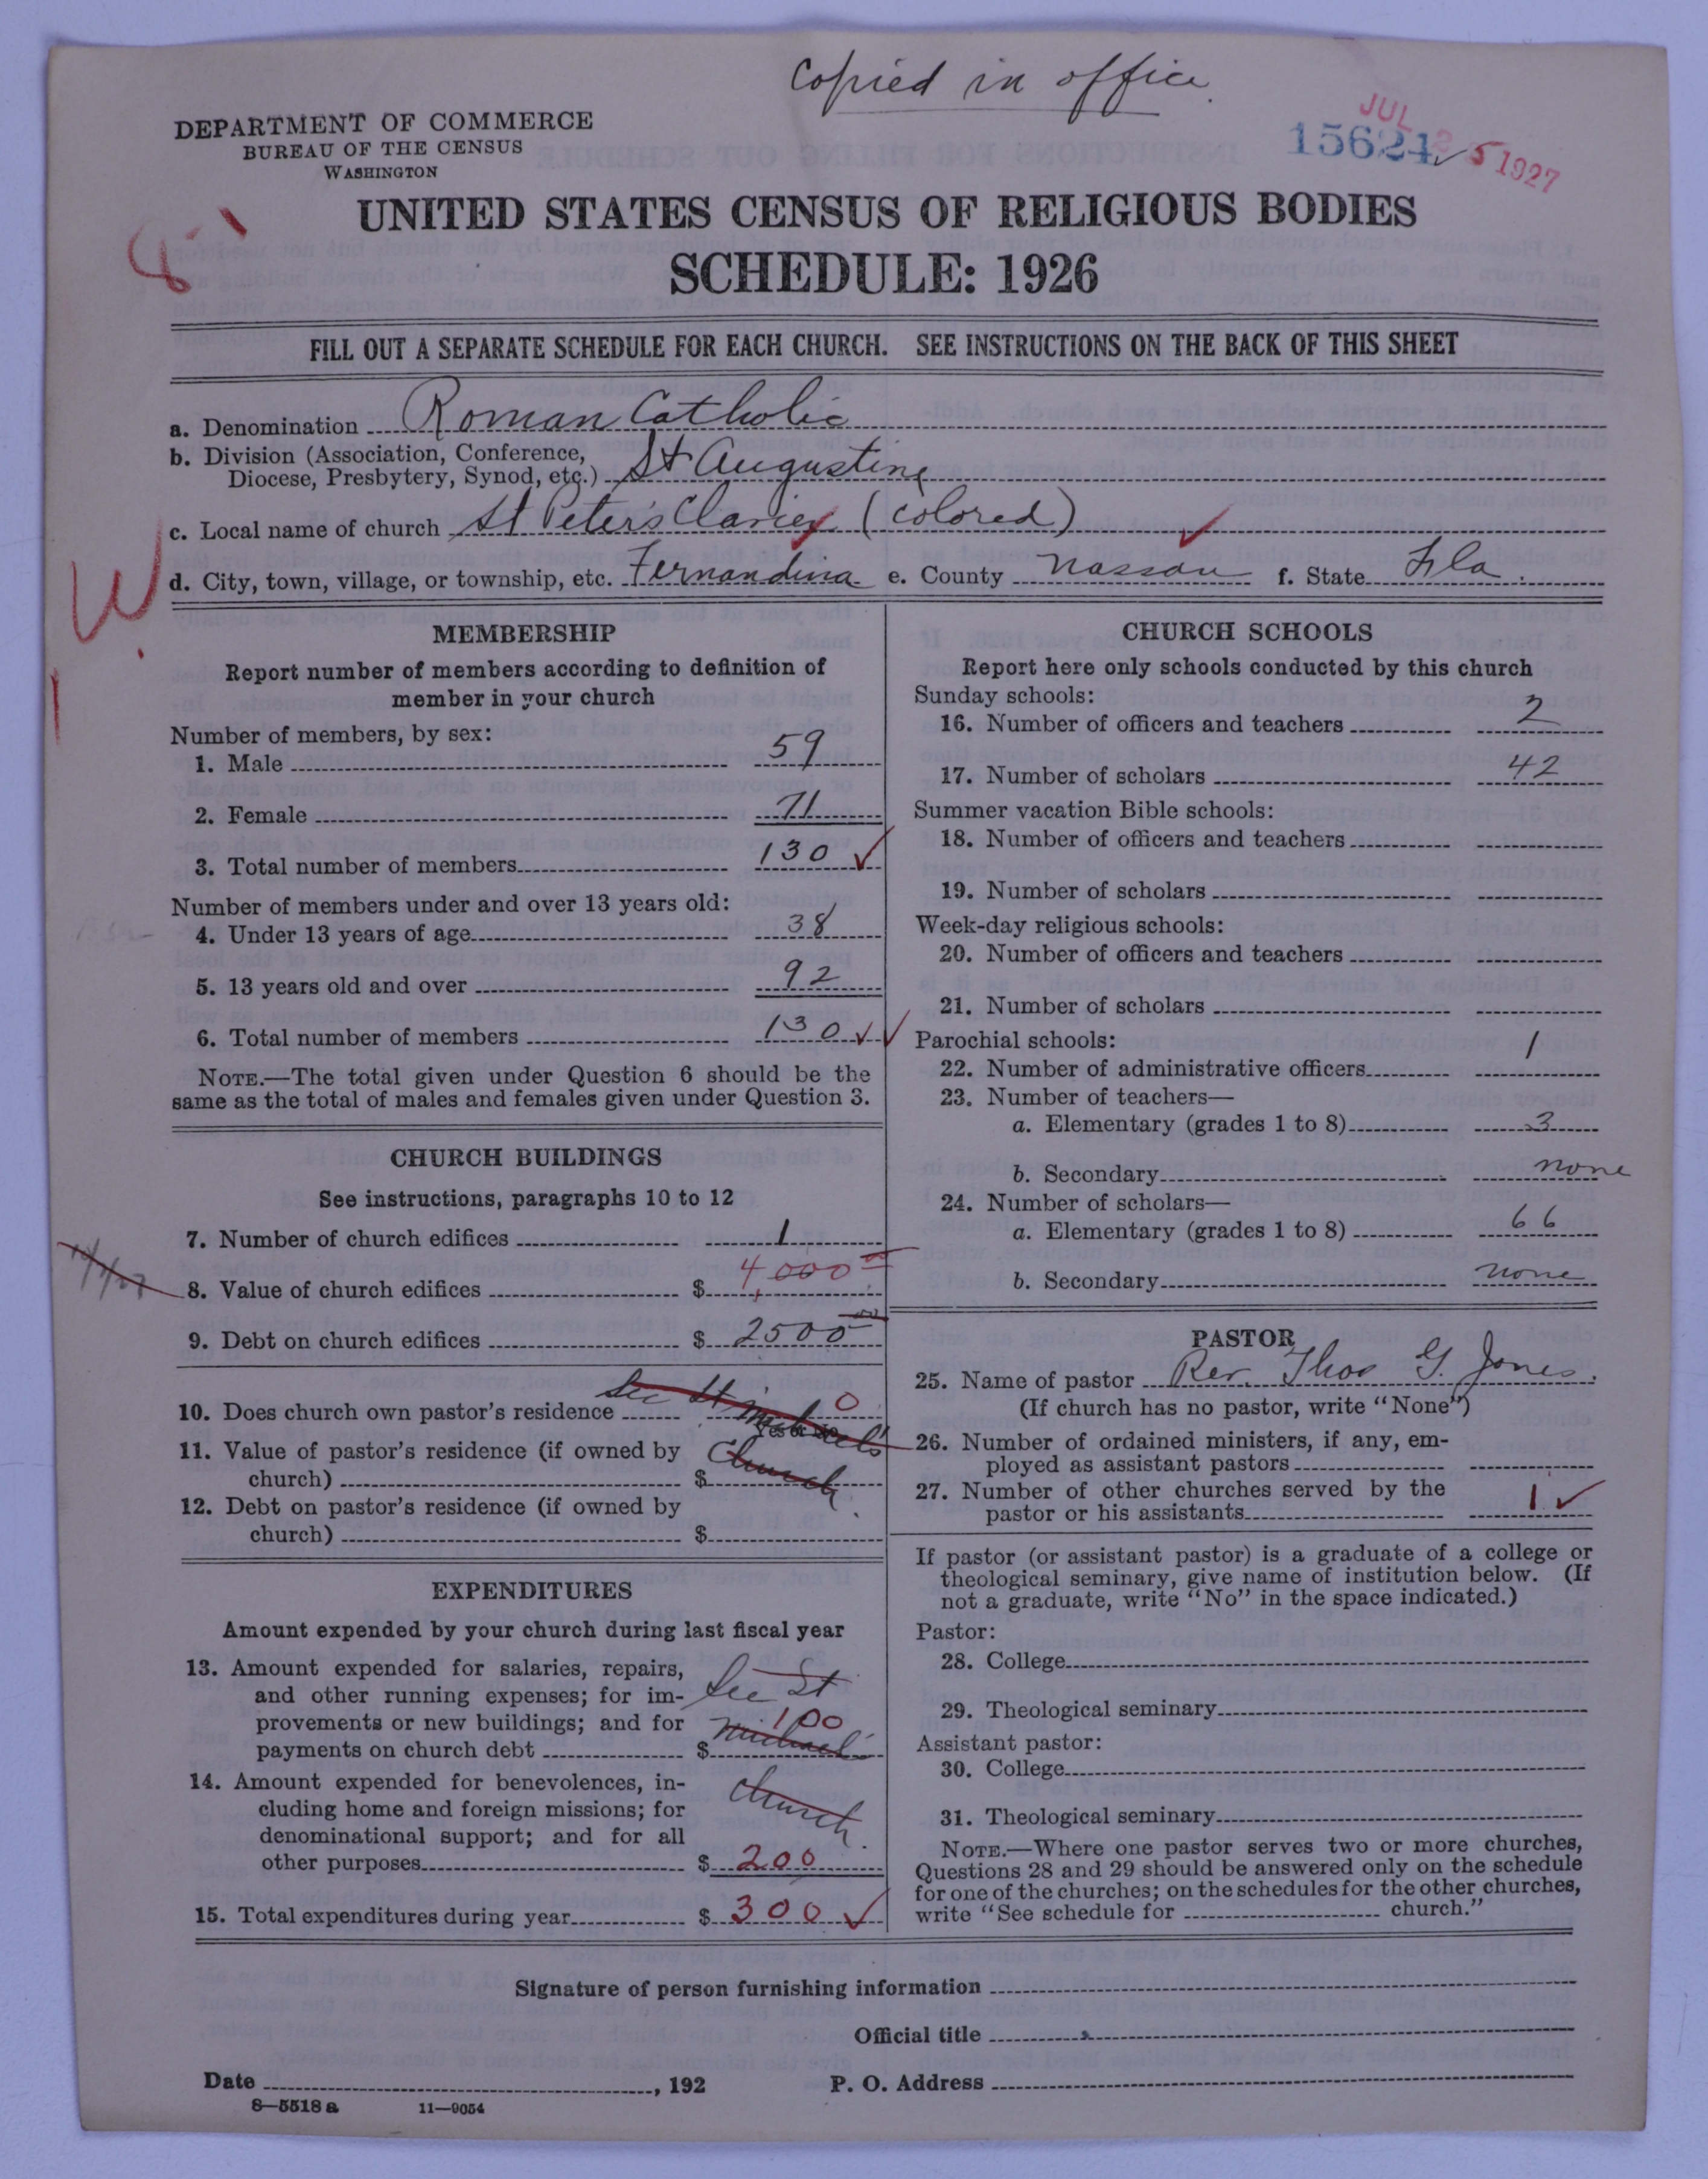 Copied in office.
DEPARTMENT OF COMMERCE
BUREAU OF THE CENSUS
WASHINGTON
15624
JUL 25 1927
UNITED STATES CENSUS OF RELIGIOUS BODIES
SCHEDULE: 1926
FILL OUT A SEPARATE SCHEDULE FOR EACH CHURCH. SEE INSTRUCTIONS ON THE BACK OF THIS SHEET
a. Denomination Roman Catholic
b. Division (Association, Conference,
Diocese, Presbytery, Synod, etc.) St Augustine
c. Local name of church St Peter's Clavier (Colored)
d. City, town, village, or township, etc. Fernandina e. County Nassau f. State Fla.
W
MEMBERSHIP
Report number of members according to definition of
member in your church
Number of members, by sex:
1. Male 59
2. Female 71
3. Total number of members 130 ✓
Number of members under and over 13 years old:
4. Under 13 years of age 38
5. 13 years old and over 92
6. Total number of members 130 ✓✓
NOTE.—The total given under Question 6 should be the
same as the total of males and females given under Question 3.
CHURCH BUILDINGS
See instructions, paragraphs 10 to 12
7. Number of church edifices 1
8. Value of church edifices $ 4,000 00
9. Debt on church edifices $ 2500 00
10. Does church own pastor's residence See St Michael's 0
Yes or No
11. Value of pastor's residence (if owned by
church) $ Church
12. Debt on pastor's residence (if owned by
church) $
EXPENDITURES
Amount expended by your church during last fiscal year
13. Amount expended for salaries, repairs,
and other running expenses; for im- See St
provements or new buildings; and for 100
payments on church debt $ Michael's
14. Amount expended for benevolences, in- Church.
cluding home and foreign missions; for
denominational support; and for all
other purposes $ 200
15. Total expenditures during year $ 300 ✓
CHURCH SCHOOLS
Report here only schools conducted by this church
Sunday schools:
16. Number of officers and teachers 2
17. Number of scholars 42
Summer vacation Bible schools:
18. Number of officers and teachers
19. Number of scholars
Week-day religious schools:
20. Number of officers and teachers
21. Number of scholars
Parochial schools:
22. Number of administrative officers 1
23. Number of teachers—
a. Elementary (grades 1 to 8) 3
b. Secondary none
24. Number of scholars—
a. Elementary (grades 1 to 8) 66
b. Secondary none
PASTOR
25. Name of pastor Rev. Thos G. Jones.
(If church has no pastor, write "None")
26. Number of ordained ministers, if any, em-
ployed as assistant pastors
27. Number of other churches served by the
pastor or his assistants 1 ✓
If pastor (or assistant pastor) is a graduate of a college or
theological seminary, give name of institution below. (If
not a graduate, write "No" in the space indicated.)
Pastor:
28. College
29. Theological seminary
Assistant pastor:
30. College
31. Theological seminary
NOTE.—Where one pastor serves two or more churches,
Questions 28 and 29 should be answered only on the schedule
for one of the churches; on the schedules for the other churches,
write "See schedule for church."
Signature of person furnishing information
Official title
Date , 192 P. O. Address
8—5518 a 11—9054